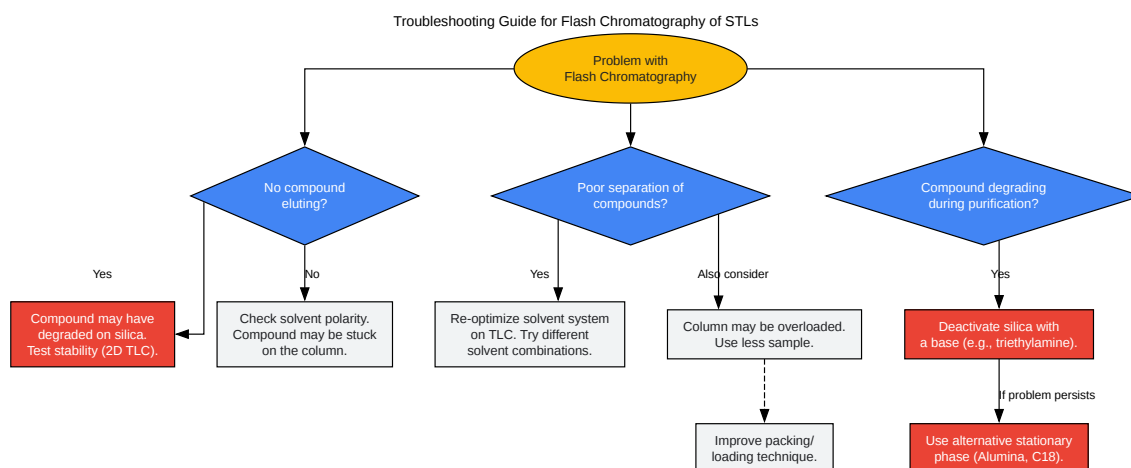 Troubleshooting Guide for Flash Chromatography of STLs
Problem with
Flash Chromatography
No compound
eluting?
Poor separation of
compounds?
Compound degrading
during purification?
Yes
No
Yes
Also consider
Yes
Compound may have
degraded on silica.
Test stability (2D TLC).
Check solvent polarity.
Compound may be stuck
on the column.
Re-optimize solvent system
on TLC. Try different
solvent combinations.
Column may be overloaded.
Use less sample.
Deactivate silica with
a base (e.g., triethylamine).
If problem persists
Improve packing/
loading technique.
Use alternative stationary
phase (Alumina, C18).